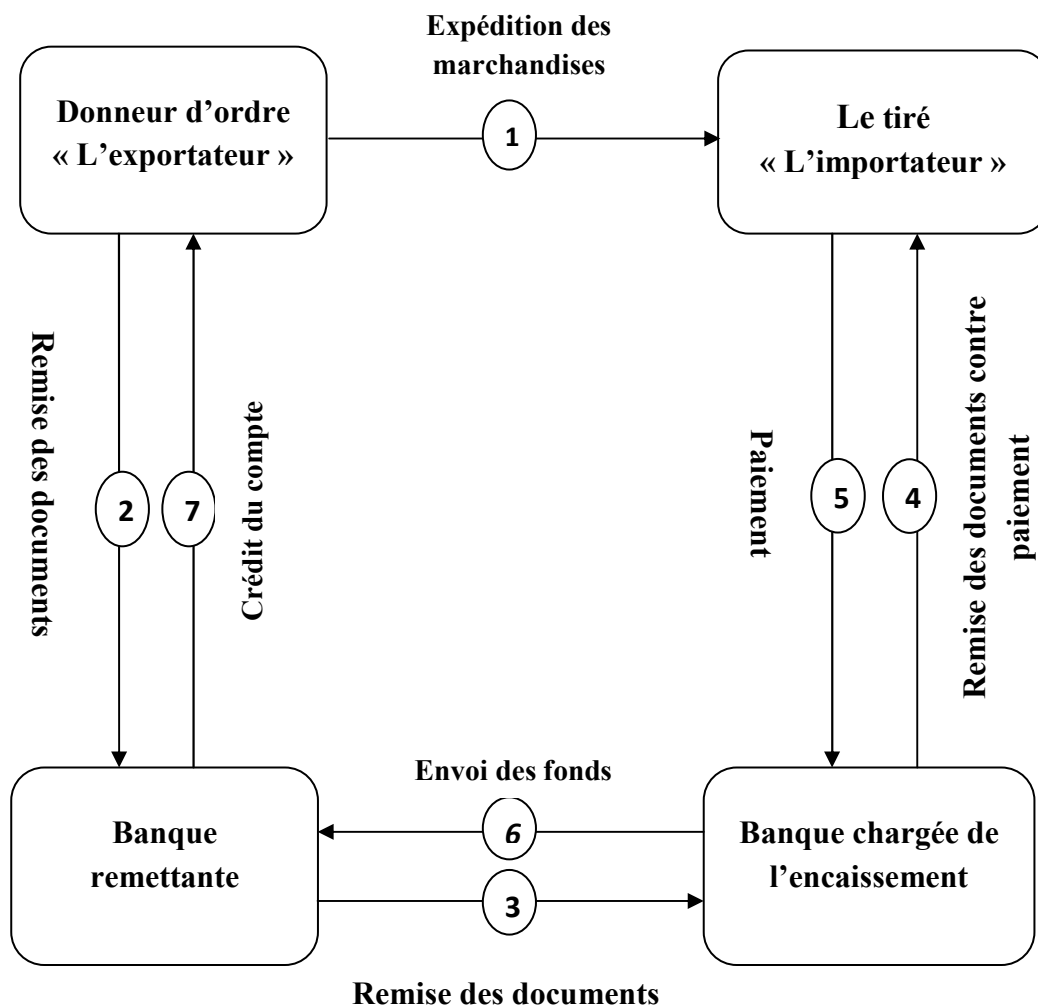 Expédition des
marchandises
Donneur d’ordre
« L’exportateur »
1
Le tiré
« L’importateur »
Remise des documents
2
7
Crédit du compte
Paiement
5
4
Remise des documents contre
paiement
Envoi des fonds
Banque
remettante
6
3
Banque chargée de
l’encaissement
Remise des documents